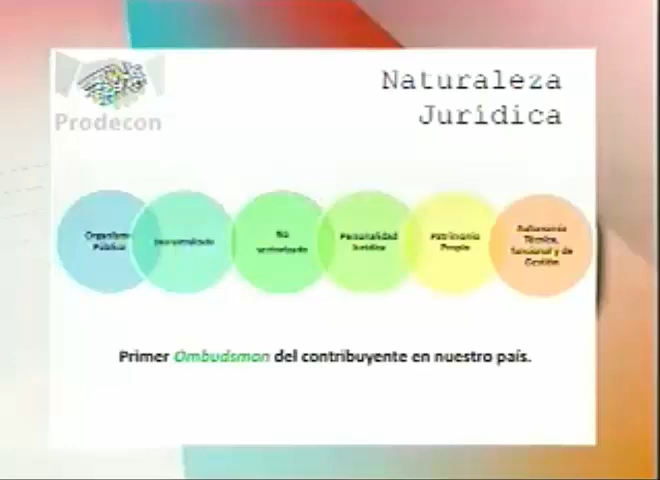 Prodecon
Naturaleza
Jurídica
Organismo
Público
Descentralizado
No
sectorizado
Personalidad
Jurídica
Patrimonio
Propio
Autonomía
Técnica,
funcional y de
Gestión
Primer Ombudsman del contribuyente en nuestro país.